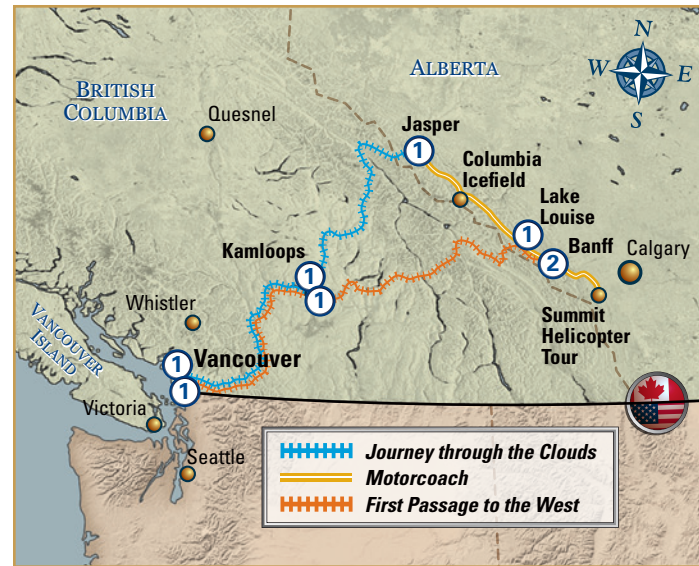 N
W
E
S
BRITISH
COLUMBIA
ALBERTA
Quesnel
Jasper
1
Columbia
Icefield
Lake
Louise
1
Banff
2
Calgary
Kamloops
1
1
Summit
Helicopter
Tour
Whistler
VANCOUVER
ISLAND
1
Vancouver
1
Victoria
Seattle
Journey through the Clouds
Motorcoach
First Passage to the West